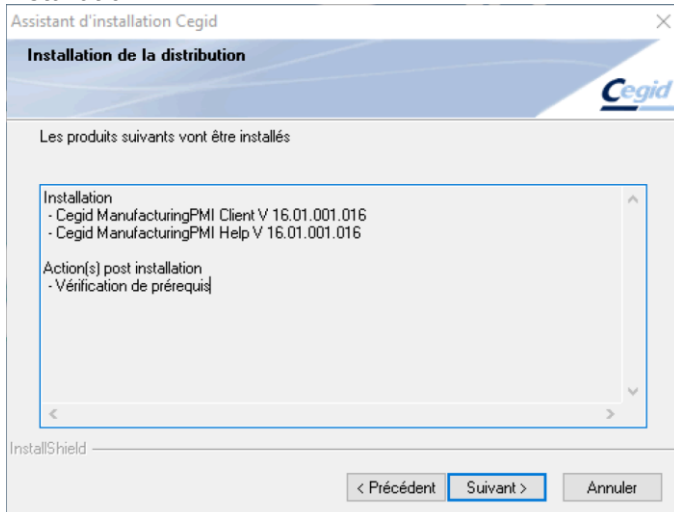 Assistant d'installation Cegid
Installation de la distribution
Cegid
Les produits suivants vont être installés
Installation
- Cegid ManufacturingPMI Client V 16.01.001.016
- Cegid ManufacturingPMI Help V 16.01.001.016
Action(s) post installation
- Vérification de prérequis
InstallShield
< Précédent
Suivant >
Annuler